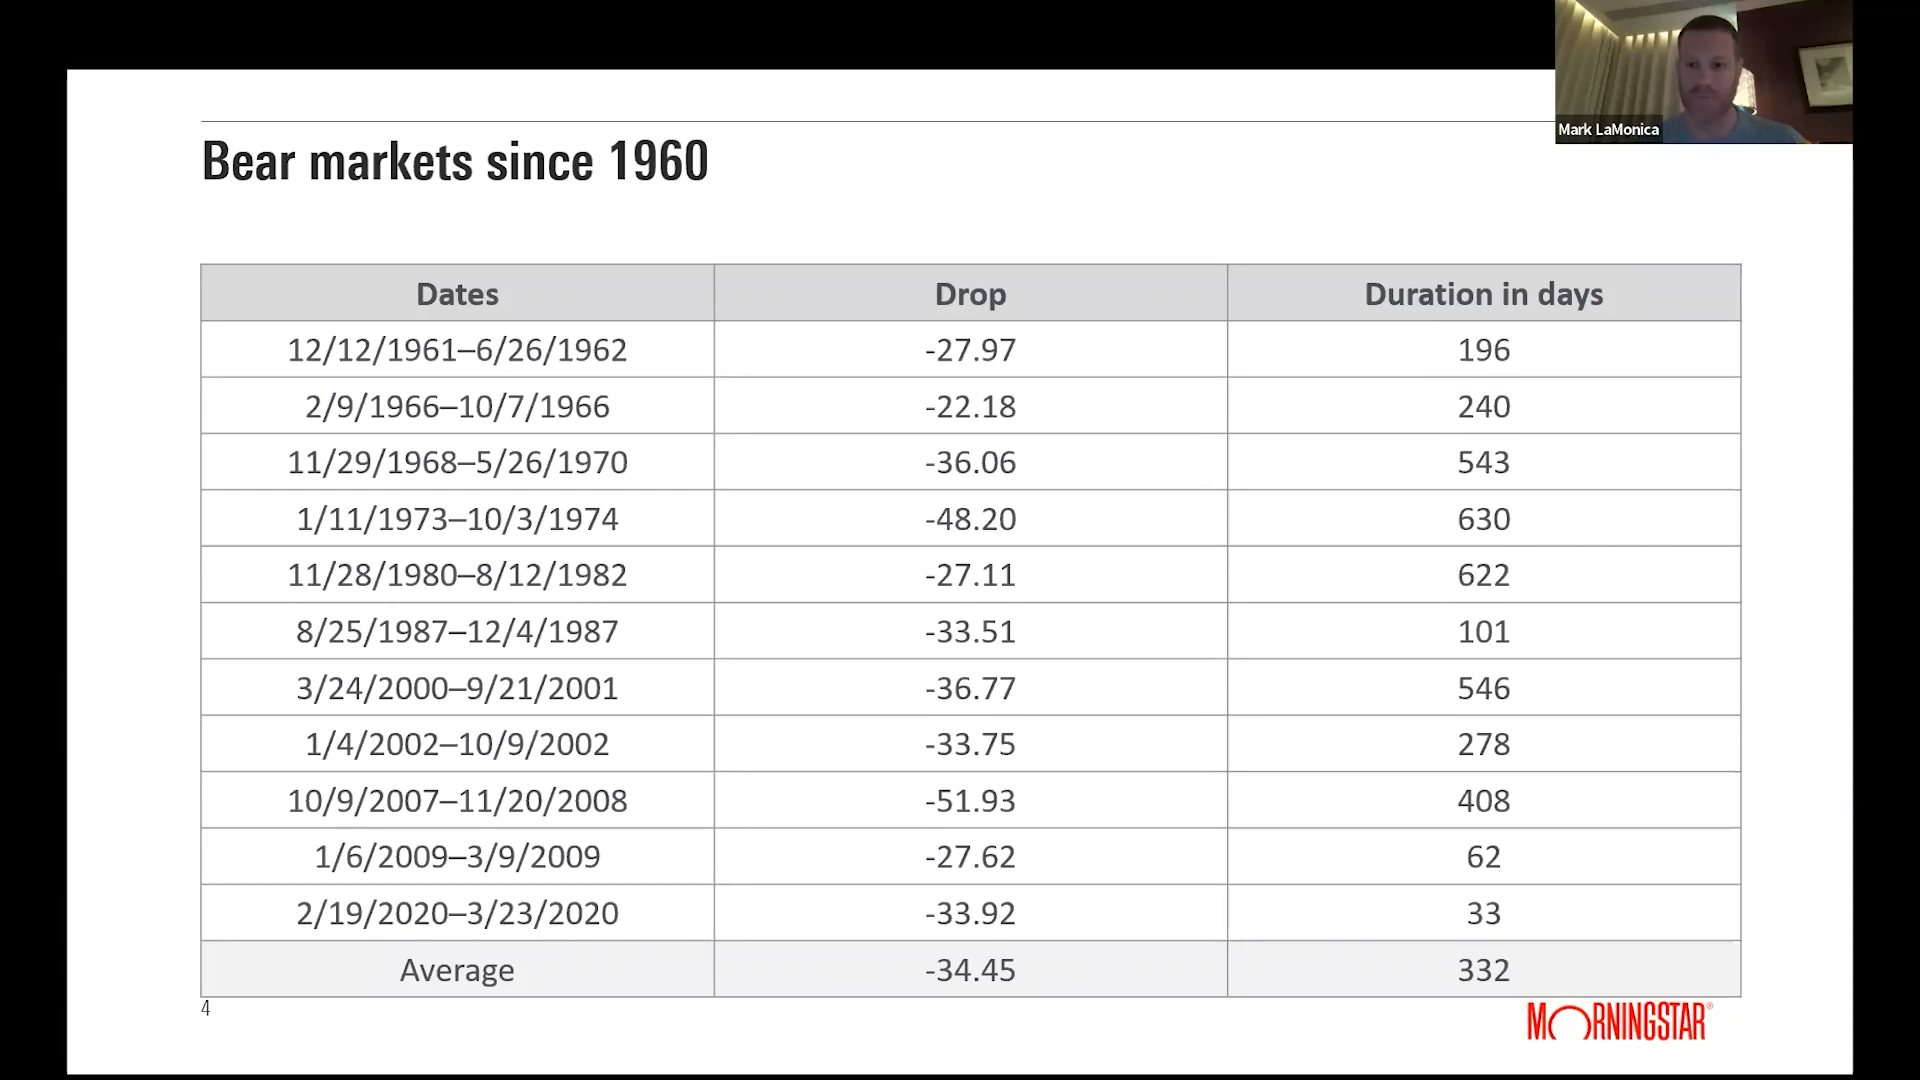 Mark LaMonica
Bear markets since 1960
Dates Drop Duration in days
12/12/1961–6/26/1962 -27.97 196
2/9/1966–10/7/1966 -22.18 240
11/29/1968–5/26/1970 -36.06 543
1/11/1973–10/3/1974 -48.20 630
11/28/1980–8/12/1982 -27.11 622
8/25/1987–12/4/1987 -33.51 101
3/24/2000–9/21/2001 -36.77 546
1/4/2002–10/9/2002 -33.75 278
10/9/2007–11/20/2008 -51.93 408
1/6/2009–3/9/2009 -27.62 62
2/19/2020–3/23/2020 -33.92 33
Average -34.45 332
4
MORNINGSTAR®